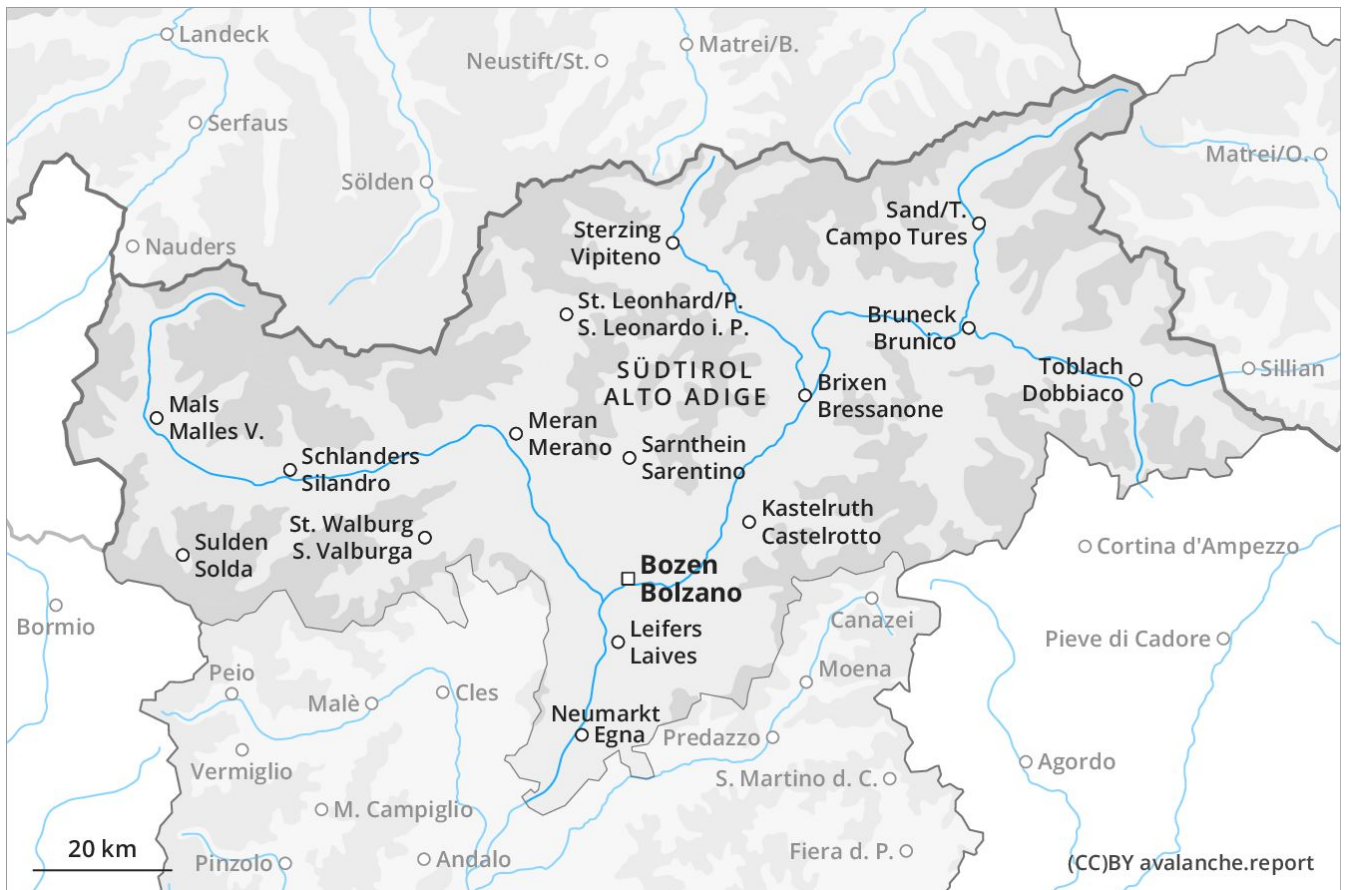 Landeck
Matrei/B.
Neustift/St.
Serfaus
Matrei/O.
Sölden
Sand/T.
Campo Tures
Sterzing
Vipiteno
Nauders
St. Leonhard/P.
S. Leonardo i. P.
Bruneck
Brunico
SÜDTIROL
ALTO ADIGE
Toblach
Dobbiaco
Sillian
Brixen
Bressanone
Mals
Malles V.
Meran
Merano
Sarnthein
Sarentino
Schlanders
Silandro
Kastelruth
Castelrotto
St. Walburg
S. Valburga
Sulden
Solda
Cortina d'Ampezzo
Bozen
Bolzano
Bormio
Canazei
Leifers
Laives
Pieve di Cadore
Peio
Moena
Malè
Cles
Neumarkt
Egna
Predazzo
Vermiglio
Agordo
S. Martino d. C.
M. Campiglio
20 km
Pinzolo
Andalo
Fiera d. P.
(CC)BY avalanche.report